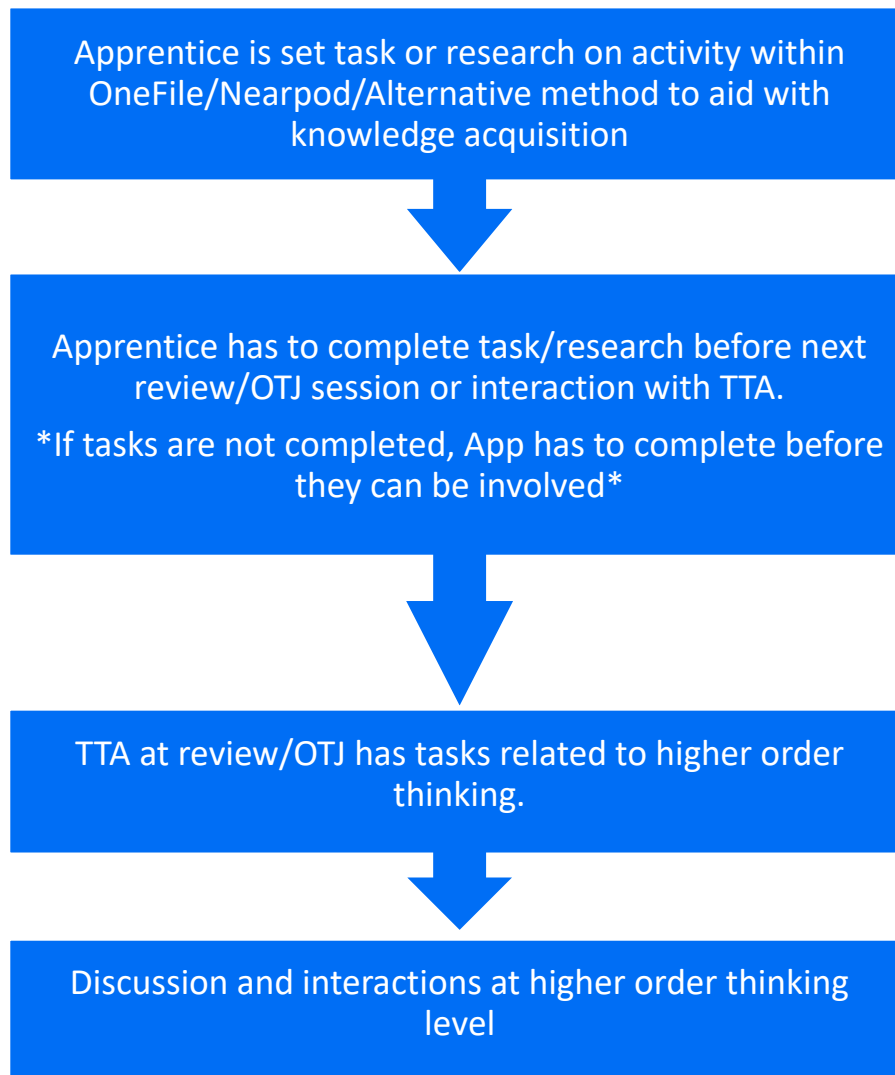 Apprentice is set task or research on activity within
OneFile/Nearpod/Alternative method to aid with
knowledge acquisition
Apprentice has to complete task/research before next
review/OTJ session or interaction with TTA.
*If tasks are not completed, App has to complete before
they can be involved*
TTA at review/OTJ has tasks related to higher order
thinking.
Discussion and interactions at higher order thinking
level